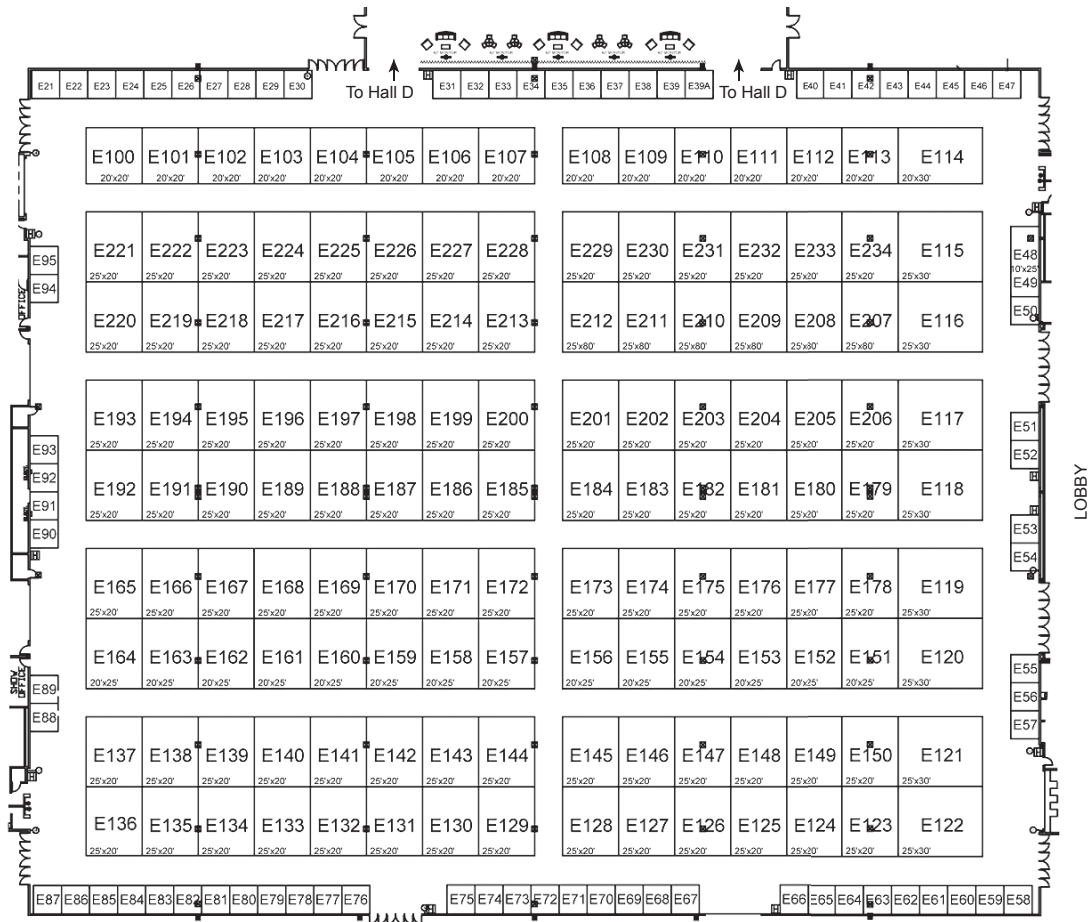 To Hall D To Hall D
E21 E22 E23 E24 E25 E26 E27 E28 E29 E30 E31 E32 E33 E34 E35 E36 E37 E38 E39 E39A E40 E41 E42 E43 E44 E45 E46 E47
E100 E101 E102 E103 E104 E105 E106 E107 E108 E109 E110 E111 E112 E113 E114
20'x20' 20'x20' 20'x20' 20'x20' 20'x20' 20'x20' 20'x20' 20'x20' 20'x20' 20'x20' 20'x20' 20'x20' 20'x20' 20'x20' 20'x30'
E221 E222 E223 E224 E225 E226 E227 E228 E229 E230 E231 E232 E233 E234 E115
25'x20' 25'x20' 25'x20' 25'x20' 25'x20' 25'x20' 25'x20' 25'x20' 25'x20' 25'x20' 25'x20' 25'x20' 25'x20' 25'x20' 25'x30'
E220 E219 E218 E217 E216 E215 E214 E213 E212 E211 E210 E209 E208 E207 E116
25'x20' 25'x20' 25'x20' 25'x20' 25'x20' 25'x20' 25'x20' 25'x20' 25'x80' 25'x80' 25'x80' 25'x80' 25'x80' 25'x80' 25'x30'
E193 E194 E195 E196 E197 E198 E199 E200 E201 E202 E203 E204 E205 E206 E117
25'x20' 25'x20' 25'x20' 25'x20' 25'x20' 25'x20' 25'x20' 25'x20' 25'x20' 25'x20' 25'x20' 25'x20' 25'x20' 25'x20' 25'x30'
E192 E191 E190 E189 E188 E187 E186 E185 E184 E183 E182 E181 E180 E179 E118
25'x20' 25'x20' 25'x20' 25'x20' 25'x20' 25'x20' 25'x20' 25'x20' 25'x20' 25'x20' 25'x20' 25'x20' 25'x20' 25'x20' 25'x30'
E165 E166 E167 E168 E169 E170 E171 E172 E173 E174 E175 E176 E177 E178 E119
25'x20' 25'x20' 25'x20' 25'x20' 25'x20' 25'x20' 25'x20' 25'x20' 25'x20' 25'x20' 25'x20' 25'x20' 25'x20' 25'x20' 25'x30'
E164 E163 E162 E161 E160 E159 E158 E157 E156 E155 E154 E153 E152 E151 E120
20'x25' 20'x25' 20'x25' 20'x25' 20'x25' 20'x25' 20'x25' 20'x25' 20'x25' 20'x25' 20'x25' 20'x25' 20'x25' 20'x25' 25'x30'
E137 E138 E139 E140 E141 E142 E143 E144 E145 E146 E147 E148 E149 E150 E121
25'x20' 25'x20' 25'x20' 25'x20' 25'x20' 25'x20' 25'x20' 25'x20' 25'x20' 25'x20' 25'x20' 25'x20' 25'x20' 25'x20' 25'x30'
E136 E135 E134 E133 E132 E131 E130 E129 E128 E127 E126 E125 E124 E123 E122
25'x20' 25'x20' 25'x20' 25'x20' 25'x20' 25'x20' 25'x20' 25'x20' 25'x20' 25'x20' 25'x20' 25'x20' 25'x20' 25'x20' 25'x30'
E87 E86 E85 E84 E83 E82 E81 E80 E79 E78 E77 E76 E75 E74 E73 E72 E71 E70 E69 E68 E67 E66 E65 E64 E63 E62 E61 E60 E59 E58
E95
E94
OFFICE
E93
E92
E91
E90
SHOW
OFFICE
E89
E88
E48
10'x25'
E49
E50
E51
E52
E53
E54
E55
E56
E57
LOBBY